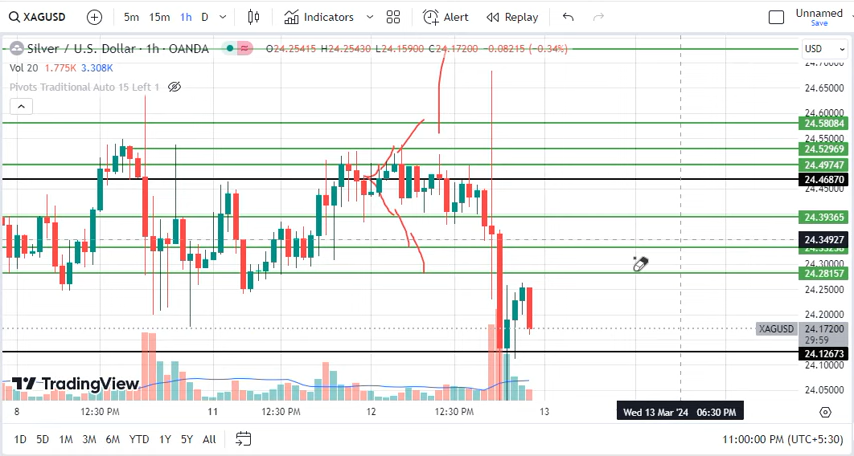 XAGUSD 5m 15m 1h D Indicators Alert Replay Unnamed
Save
Silver / U.S. Dollar · 1h · OANDA O24.25415 H24.25430 L24.15900 C24.17200 -0.08215 (-0.34%) USD
Vol 20 1.775K 3.308K
Pivots Traditional Auto 15 Left 1
24.70000
24.65000
24.60000
24.58084
24.55000
24.52969
24.49747
24.46870
24.45000
24.39365
24.34927
24.30000
24.28157
24.25000
24.20000
XAGUSD 24.17200
29:59
24.12673
24.10000
24.05000
TradingView
8 12:30 PM 11 12:30 PM 12 12:30 PM 13 Wed 13 Mar '24 06:30 PM
1D 5D 1M 3M 6M YTD 1Y 5Y All 11:00:00 PM (UTC+5:30)